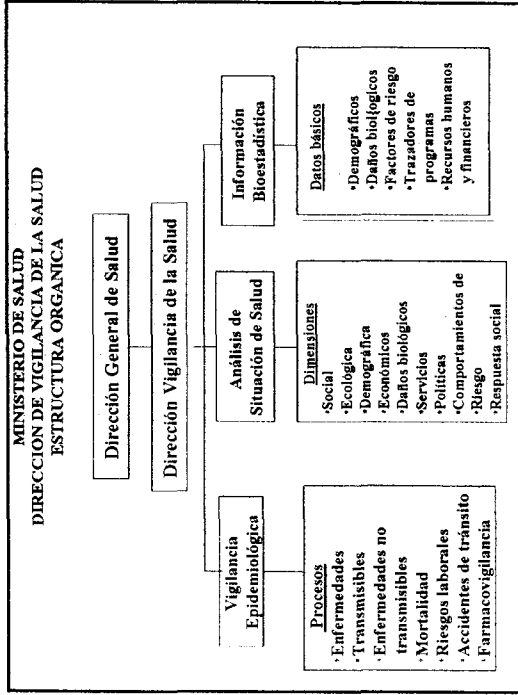 MINISTERIO DE SALUD
DIRECCION DE VIGILANCIA DE LA SALUD
ESTRUCTURA ORGANICA
Dirección General de Salud
Dirección Vigilancia de la Salud
Vigilancia
Epidemiológica
Análisis de
Situación de Salud
Información
Bioestadística
Procesos
•Enfermedades
•Transmisibles
•Enfermedades no
transmisibles
•Mortalidad
•Riesgos laborales
•Accidentes de tránsito
•Farmacovigilancia
Dimensiones
•Social
•Ecológica
•Demográfica
•Económicos
•Daños biológicos
•Servicios
•Políticas
•Comportamientos de
•Riesgo
•Respuesta social
Datos básicos
•Demográficos
•Daños biol{ogicos
•Factores de riesgo
•Trazadores de
programas
•Recursos humanos
y financieros